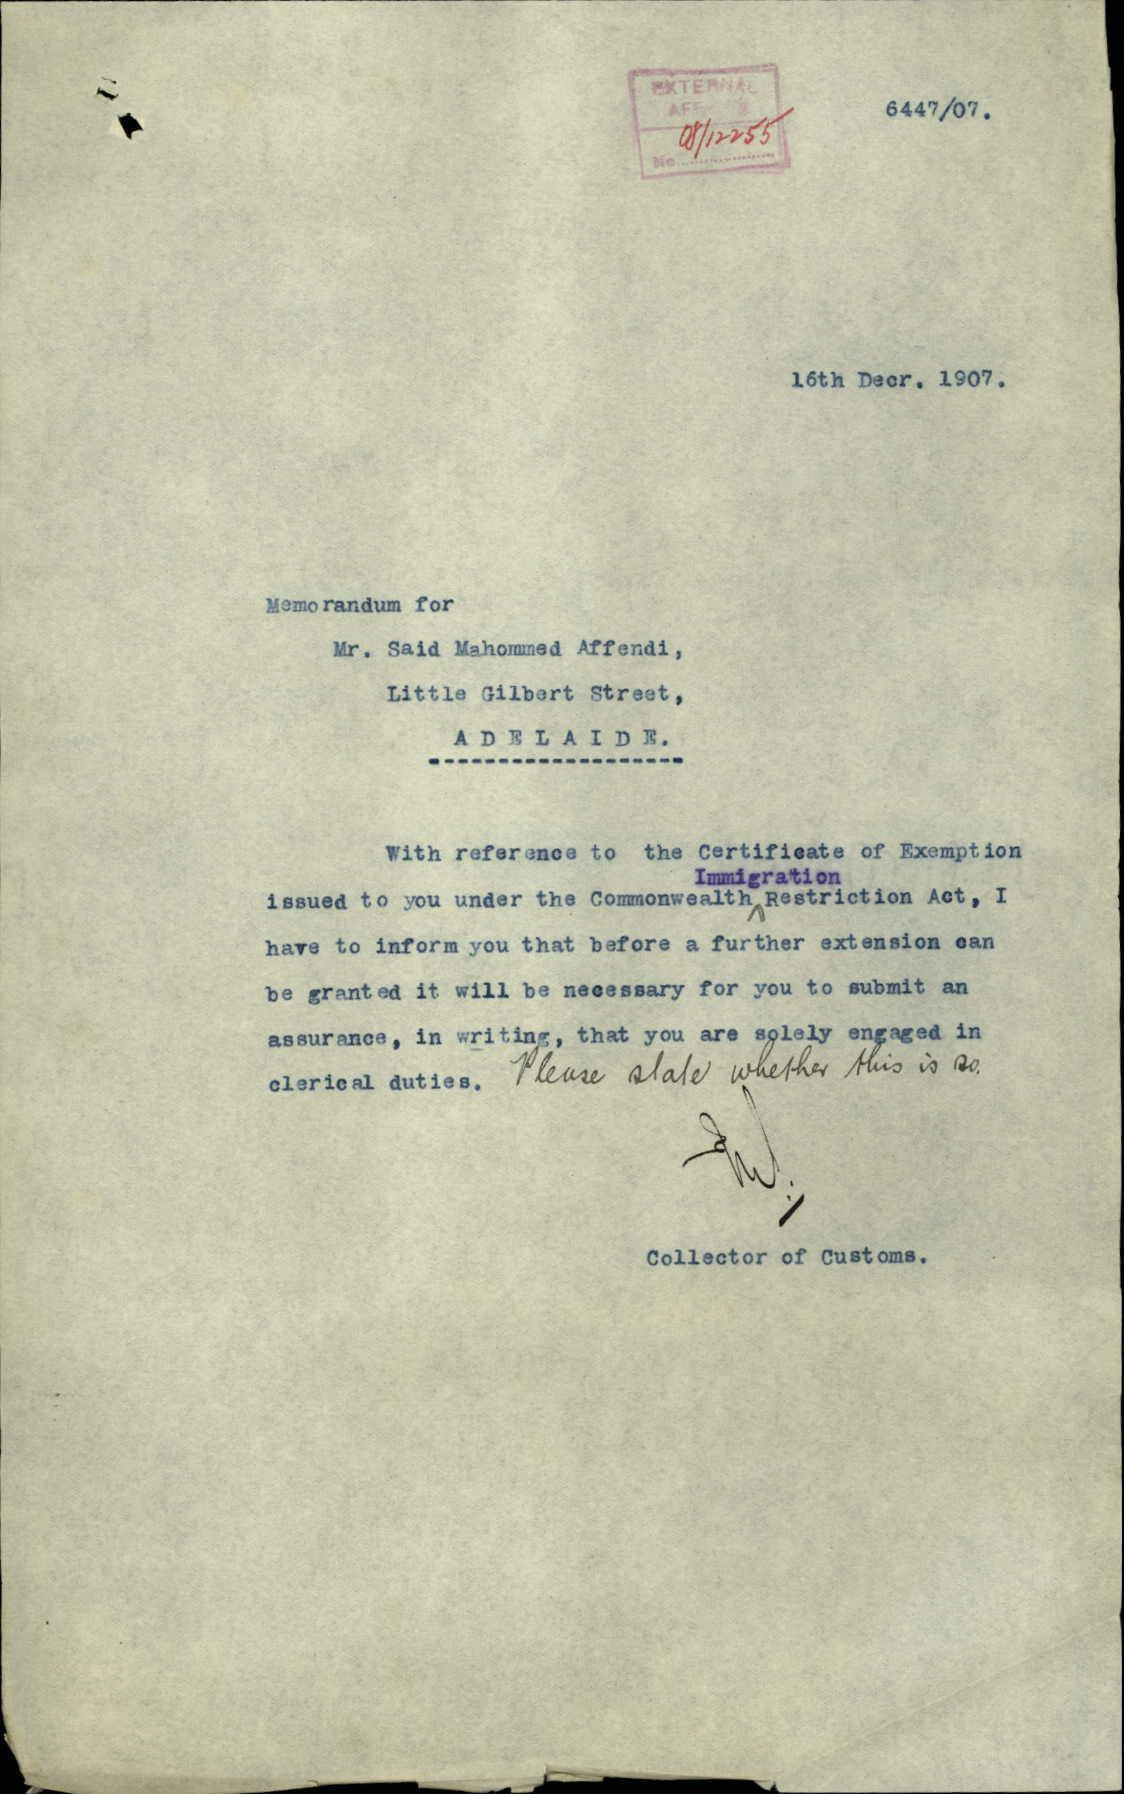 EXTERNAL
AFFAIRS
08/12255
No.
6447/07.
16th Decr. 1907.
Memorandum for
Mr. Said Mahommed Affendi,
Little Gilbert Street,
A D E L A I D E.
With reference to the Certificate of Exemption
Immigration
issued to you under the Commonwealth Restriction Act, I
have to inform you that before a further extension can
be granted it will be necessary for you to submit an
assurance, in writing, that you are solely engaged in
clerical duties. Please state whether this is so.
Collector of Customs.